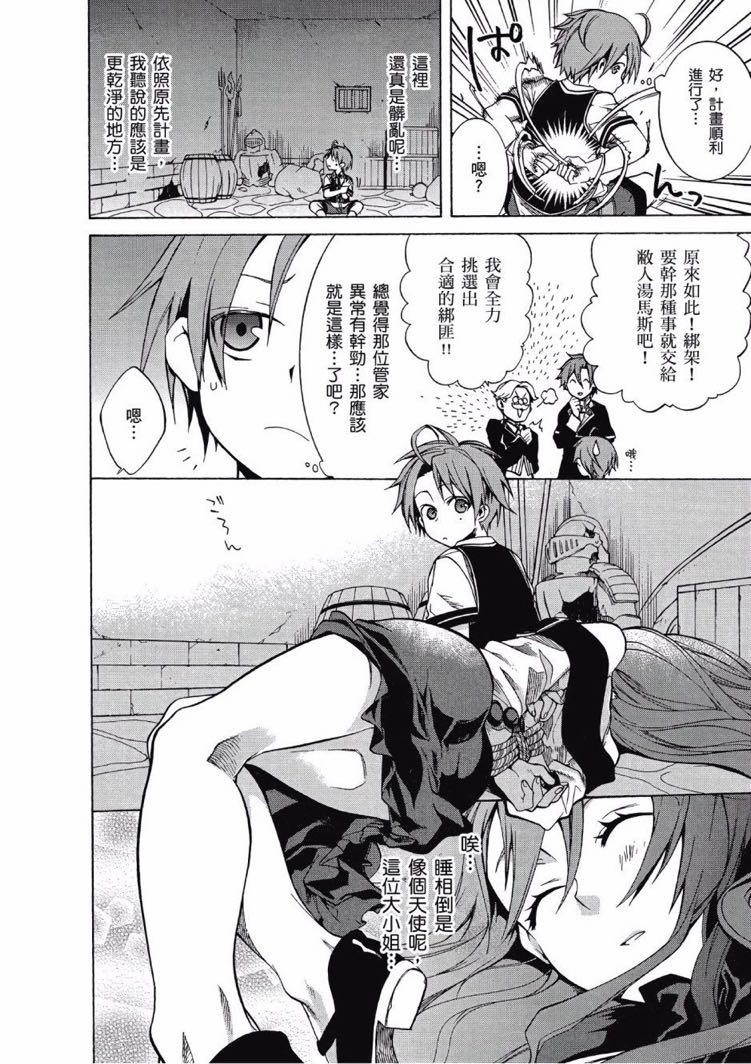 好，計畫順利
進行了…
ぱ
んっ
…嗯？
這裡
還真是髒亂呢…
依照原先計畫，
我聽說的應該是
更乾淨的地方…
原來如此！綁架！
要幹那種事就交給
敝人湯馬斯吧！
我會全力
挑選出
合適的綁匪!!
哦…
總覺得那位管家
異常有幹勁…那應該
就是這樣…了吧？
嗯…
唉…
睡相倒是
像個天使呢，
這位大小姐…